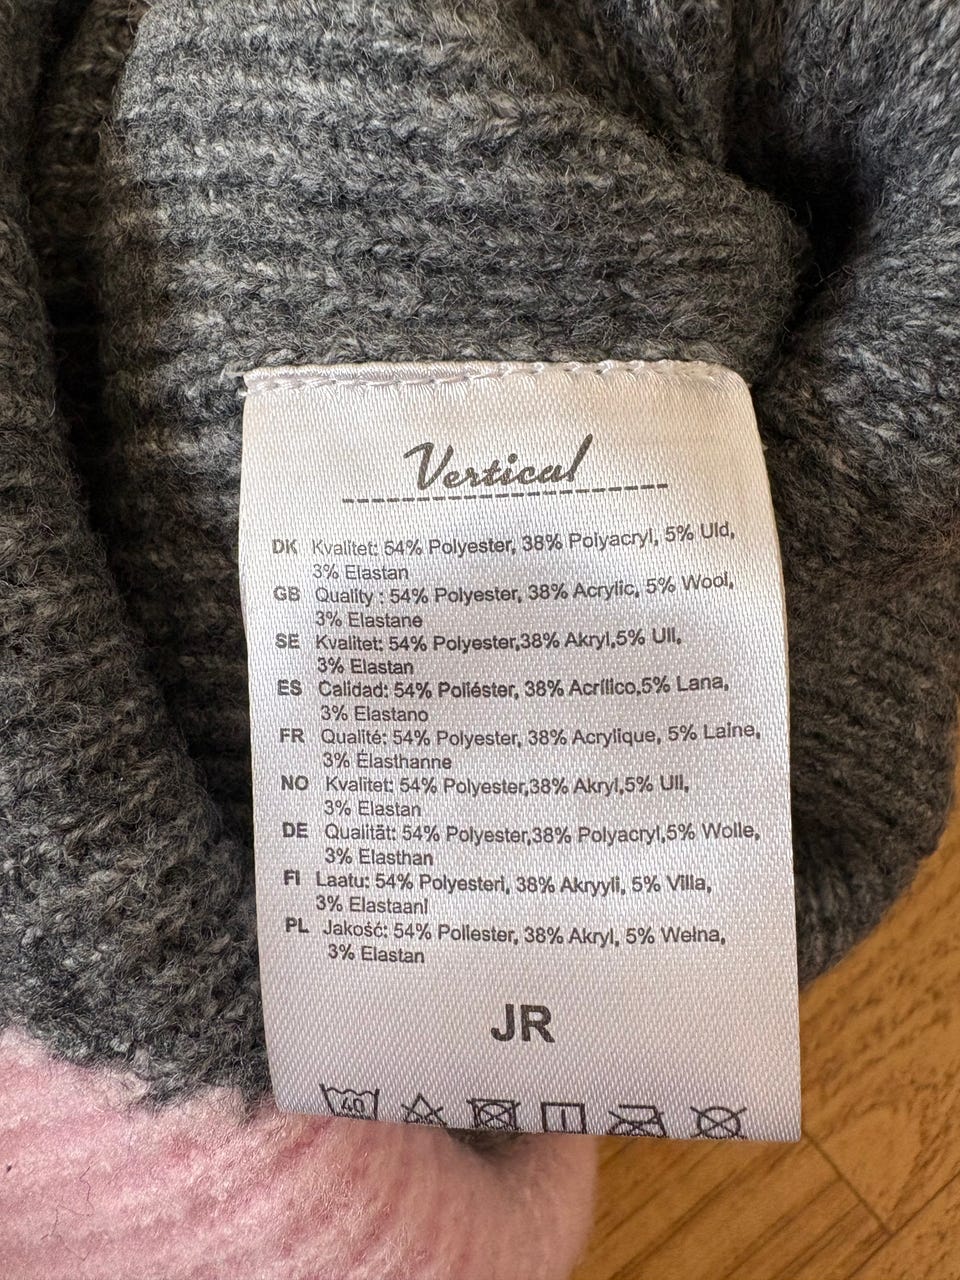 Vertical
DK Kvalitet: 54% Polyester, 38% Polyacryl, 5% Uld,
3% Elastan
GB Quality : 54% Polyester, 38% Acrylic, 5% Wool,
3% Elastane
SE Kvalitet: 54% Polyester,38% Akryl,5% Ull,
3% Elastan
ES Calidad: 54% Poliéster, 38% Acrílico,5% Lana,
3% Elastano
FR Qualité: 54% Polyester, 38% Acrylique, 5% Laine,
3% Élasthanne
NO Kvalitet: 54% Polyester,38% Akryl,5% Ull,
3% Elastan
DE Qualität: 54% Polyester,38% Polyacryl,5% Wolle,
3% Elasthan
FI Laatu: 54% Polyesteri, 38% Akryyli, 5% Villa,
3% Elastaani
PL Jakość: 54% Poliester, 38% Akryl, 5% Wełna,
3% Elastan
JR
40